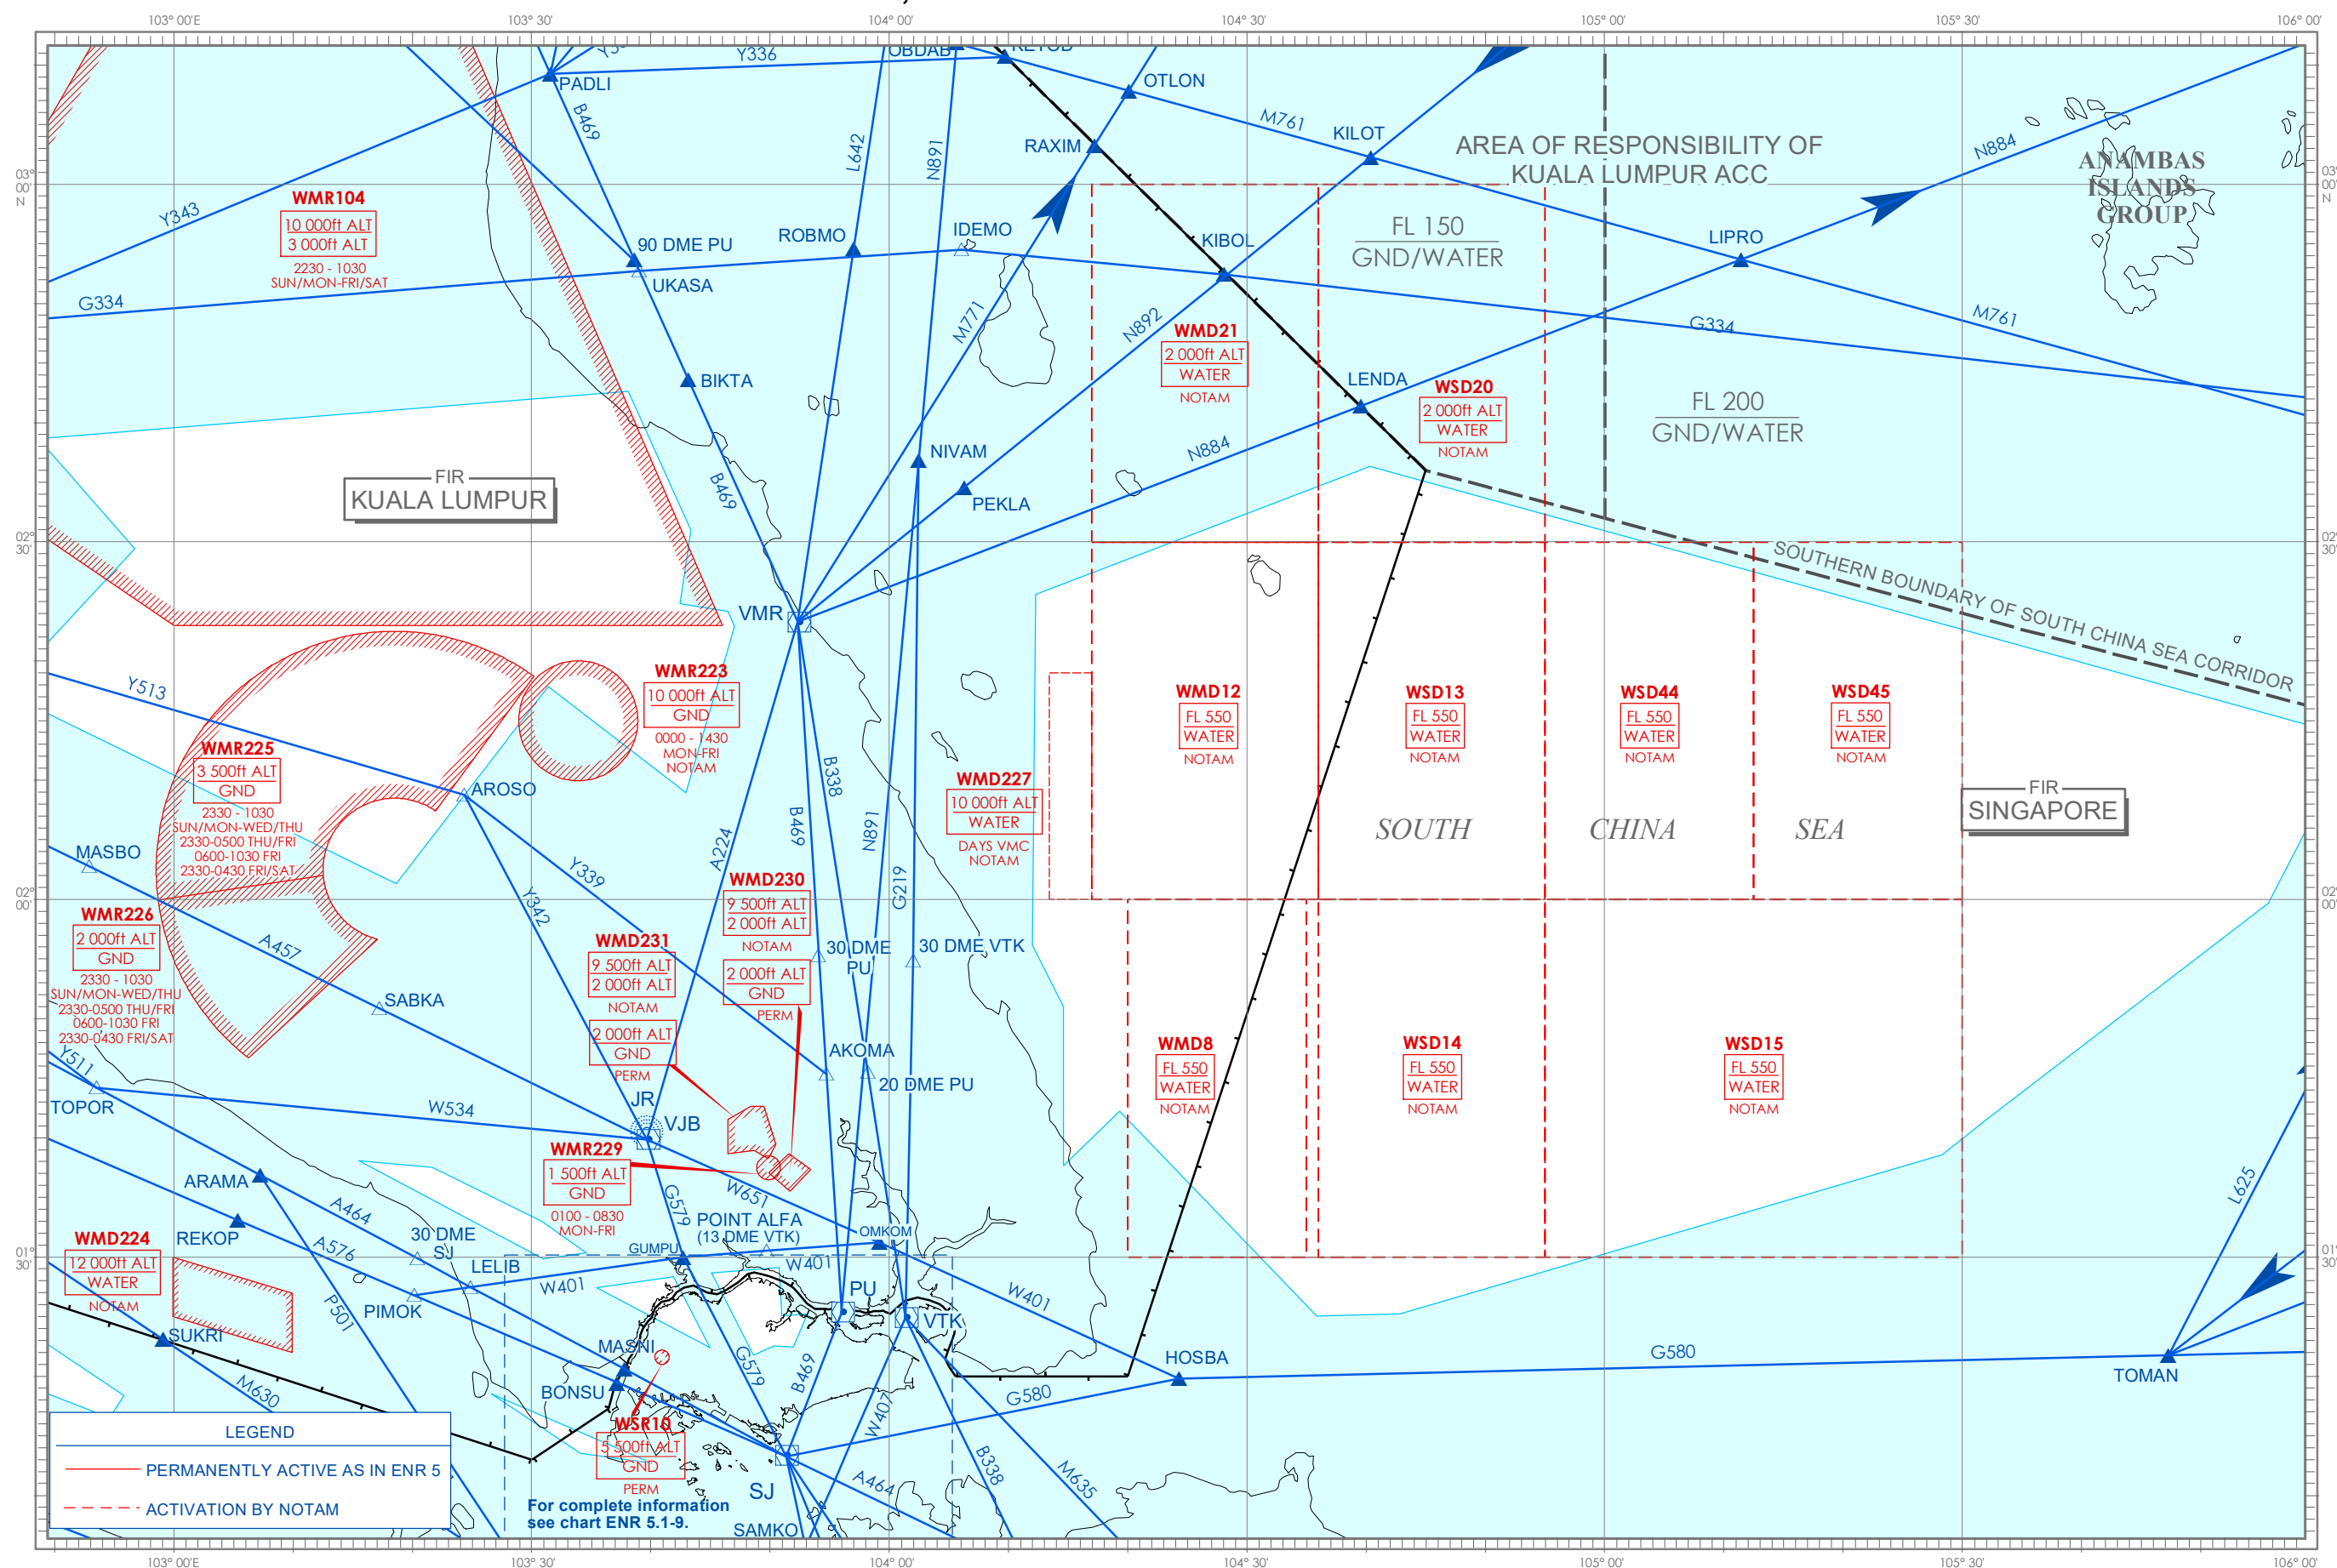 103° 00'E
103° 30'
104° 00'
104° 30'
105° 00'
105° 30'
106° 00'
Y336
OBDAB
PADLI
OTLON
B469
M761
KILOT
AREA OF RESPONSIBILITY OF
KUALA LUMPUR ACC
N884
L642
N891
RAXIM
ANAMBAS
ISLANDS
GROUP
03°
00'
N
03°
00'
N
WMR104
10 000ft ALT
3 000ft ALT
2230 - 1030
SUN/MON-FRI/SAT
Y343
90 DME PU
ROBMO
IDEMO
KIBOL
FL 150
GND/WATER
LIPRO
UKASA
G334
M771
N892
WMD21
2 000ft ALT
WATER
NOTAM
G334
M761
BIKTA
LENDA
WSD20
2 000ft ALT
WATER
NOTAM
FL 200
GND/WATER
NIVAM
N884
FIR
KUALA LUMPUR
B469
PEKLA
02°
30'
02°
30'
SOUTHERN BOUNDARY OF SOUTH CHINA SEA CORRIDOR
VMR
Y513
WMR223
10 000ft ALT
GND
0000 - 1430
MON-FRI
NOTAM
WMD12
FL 550
WATER
NOTAM
WSD13
FL 550
WATER
NOTAM
WSD44
FL 550
WATER
NOTAM
WSD45
FL 550
WATER
NOTAM
WMR225
3 500ft ALT
GND
2330 - 1030
SUN/MON-WED/THU
2330-0500 THU/FRI
0600-1030 FRI
2330-0430 FRI/SAT
AROSO
B338
WMD227
10 000ft ALT
WATER
DAYS VMC
NOTAM
FIR
SINGAPORE
SOUTH CHINA SEA
MASBO
Y339
A224
B469
N891
G219
Y342
WMD230
9 500ft ALT
2 000ft ALT
NOTAM
2 000ft ALT
GND
PERM
02°
00'
02°
00'
WMR226
2 000ft ALT
GND
2330 - 1030
SUN/MON-WED/THU
2330-0500 THU/FRI
0600-1030 FRI
2330-0430 FRI/SAT
A457
WMD231
9 500ft ALT
2 000ft ALT
NOTAM
2 000ft ALT
GND
PERM
30 DME
PU
30 DME VTK
SABKA
AKOMA
20 DME PU
WMD8
FL 550
WATER
NOTAM
WSD14
FL 550
WATER
NOTAM
WSD15
FL 550
WATER
NOTAM
Y511
TOPOR
W534
JR
VJB
WMR229
1 500ft ALT
GND
0100 - 0830
MON-FRI
ARAMA
A464
G579
W651
L625
REKOP
A576
30 DME
SJ
POINT ALFA
(13 DME VTK)
OMKOM
GUMPU
WMD224
12 000ft ALT
WATER
NOTAM
01°
30'
01°
30'
LELIB
W401
W401
W401
PIMOK
P501
PU
VTK
SUKRI
MASNI
BONSU
G579
B469
HOSBA
G580
TOMAN
M630
G580
W407
WSR10
5 500ft ALT
GND
PERM
LEGEND
PERMANENTLY ACTIVE AS IN ENR 5
ACTIVATION BY NOTAM
SJ
A464
B338
M635
For complete information
see chart ENR 5.1-9.
SAMKO
103° 00'E
103° 30'
104° 00'
104° 30'
105° 00'
105° 30'
106° 00'